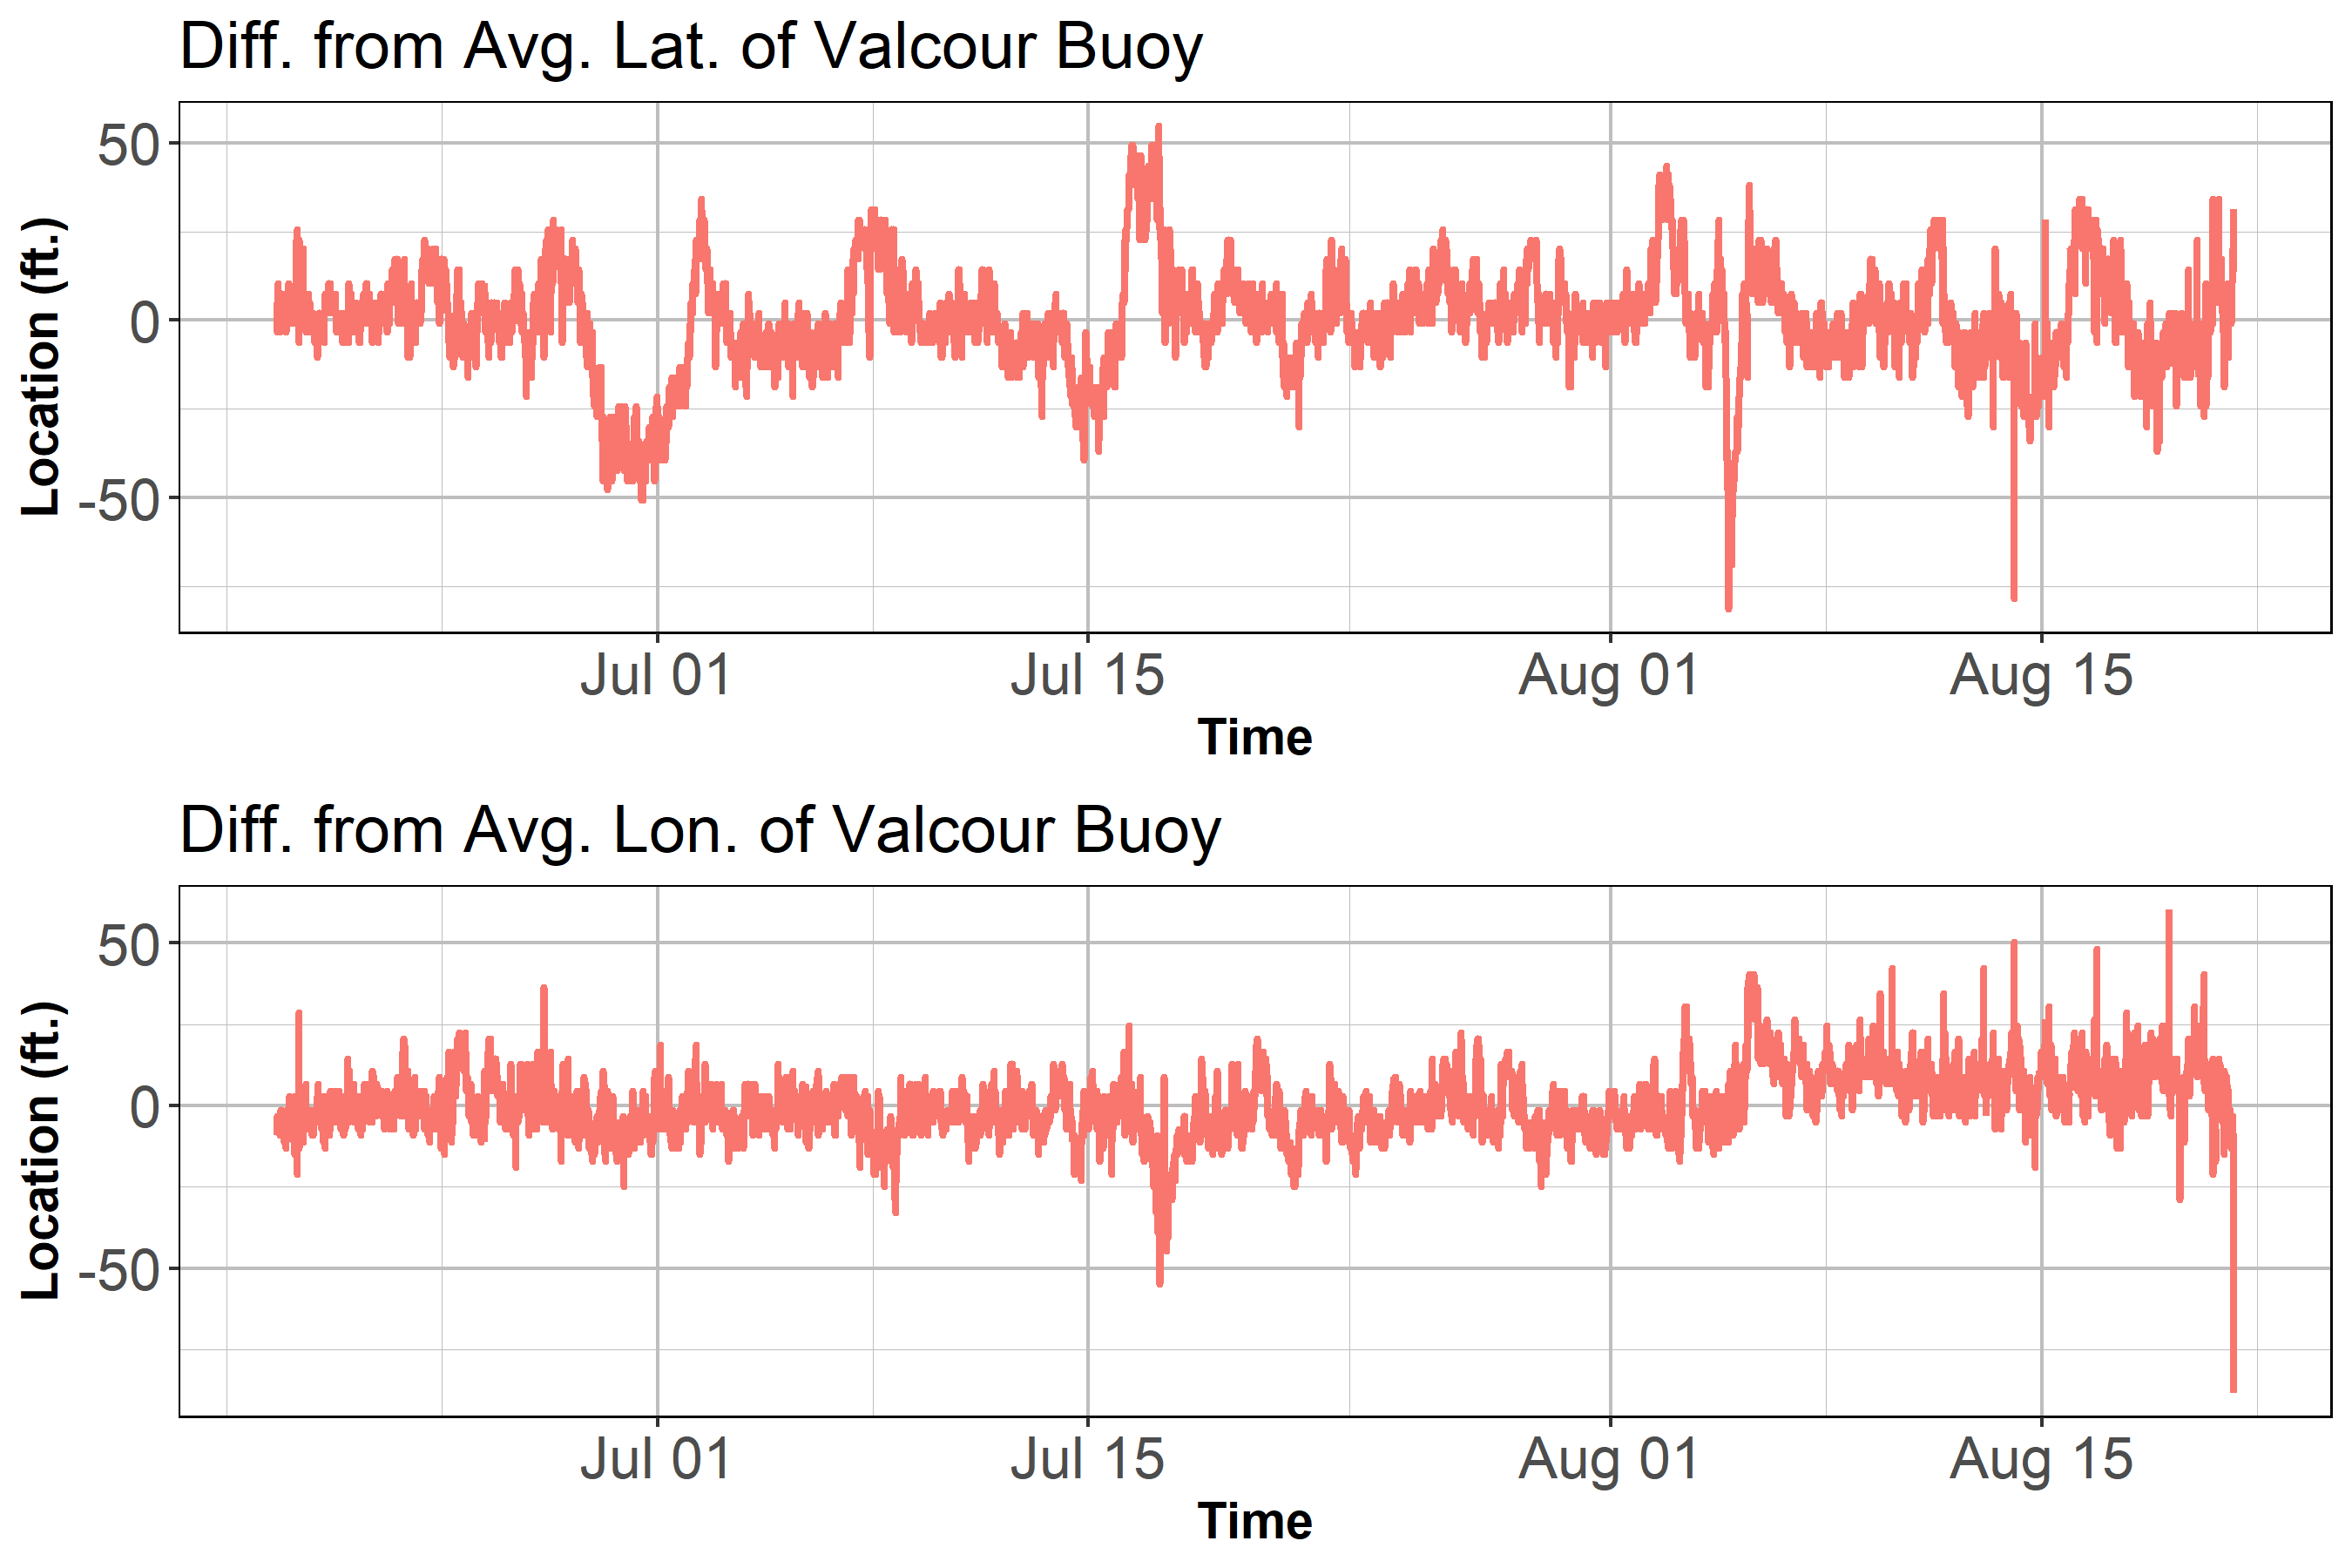 Diff. from Avg. Lat. of Valcour Buoy
Location (ft.)
50
0
-50
Jul 01 Jul 15 Aug 01 Aug 15
Time
Diff. from Avg. Lon. of Valcour Buoy
Location (ft.)
50
0
-50
Jul 01 Jul 15 Aug 01 Aug 15
Time